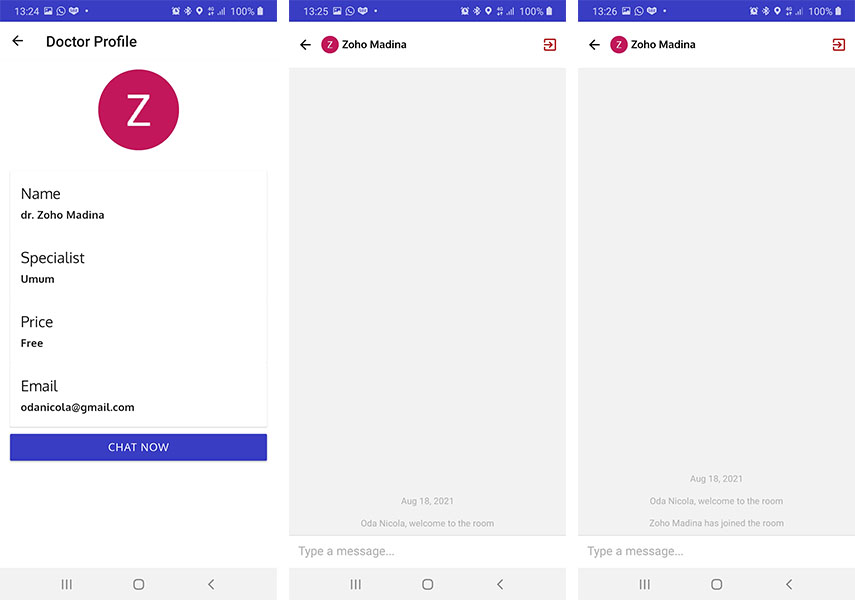 13:24
100%
Doctor Profile
Z
Name
dr. Zoho Madina
Specialist
Umum
Price
Free
Email
odanicola@gmail.com
CHAT NOW
13:25
100%
Z Zoho Madina
Aug 18, 2021
Oda Nicola, welcome to the room
Type a message...
13:26
100%
Z Zoho Madina
Aug 18, 2021
Oda Nicola, welcome to the room
Zoho Madina has joined the room
Type a message...